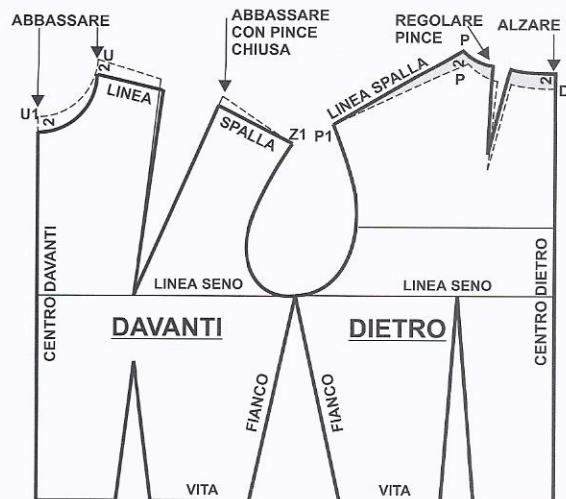 ABBASSARE
U
2
LINEA
U1
2
ABBASSARE
CON PINCE
CHIUSA
SPALLA
Z1
P1
LINEA SPALLA
P
2
P
REGOLARE
PINCE
ALZARE
2
D
CENTRO DAVANTI
LINEA SENO
LINEA SENO
CENTRO DIETRO
DAVANTI
DIETRO
FIANCO
FIANCO
VITA
VITA